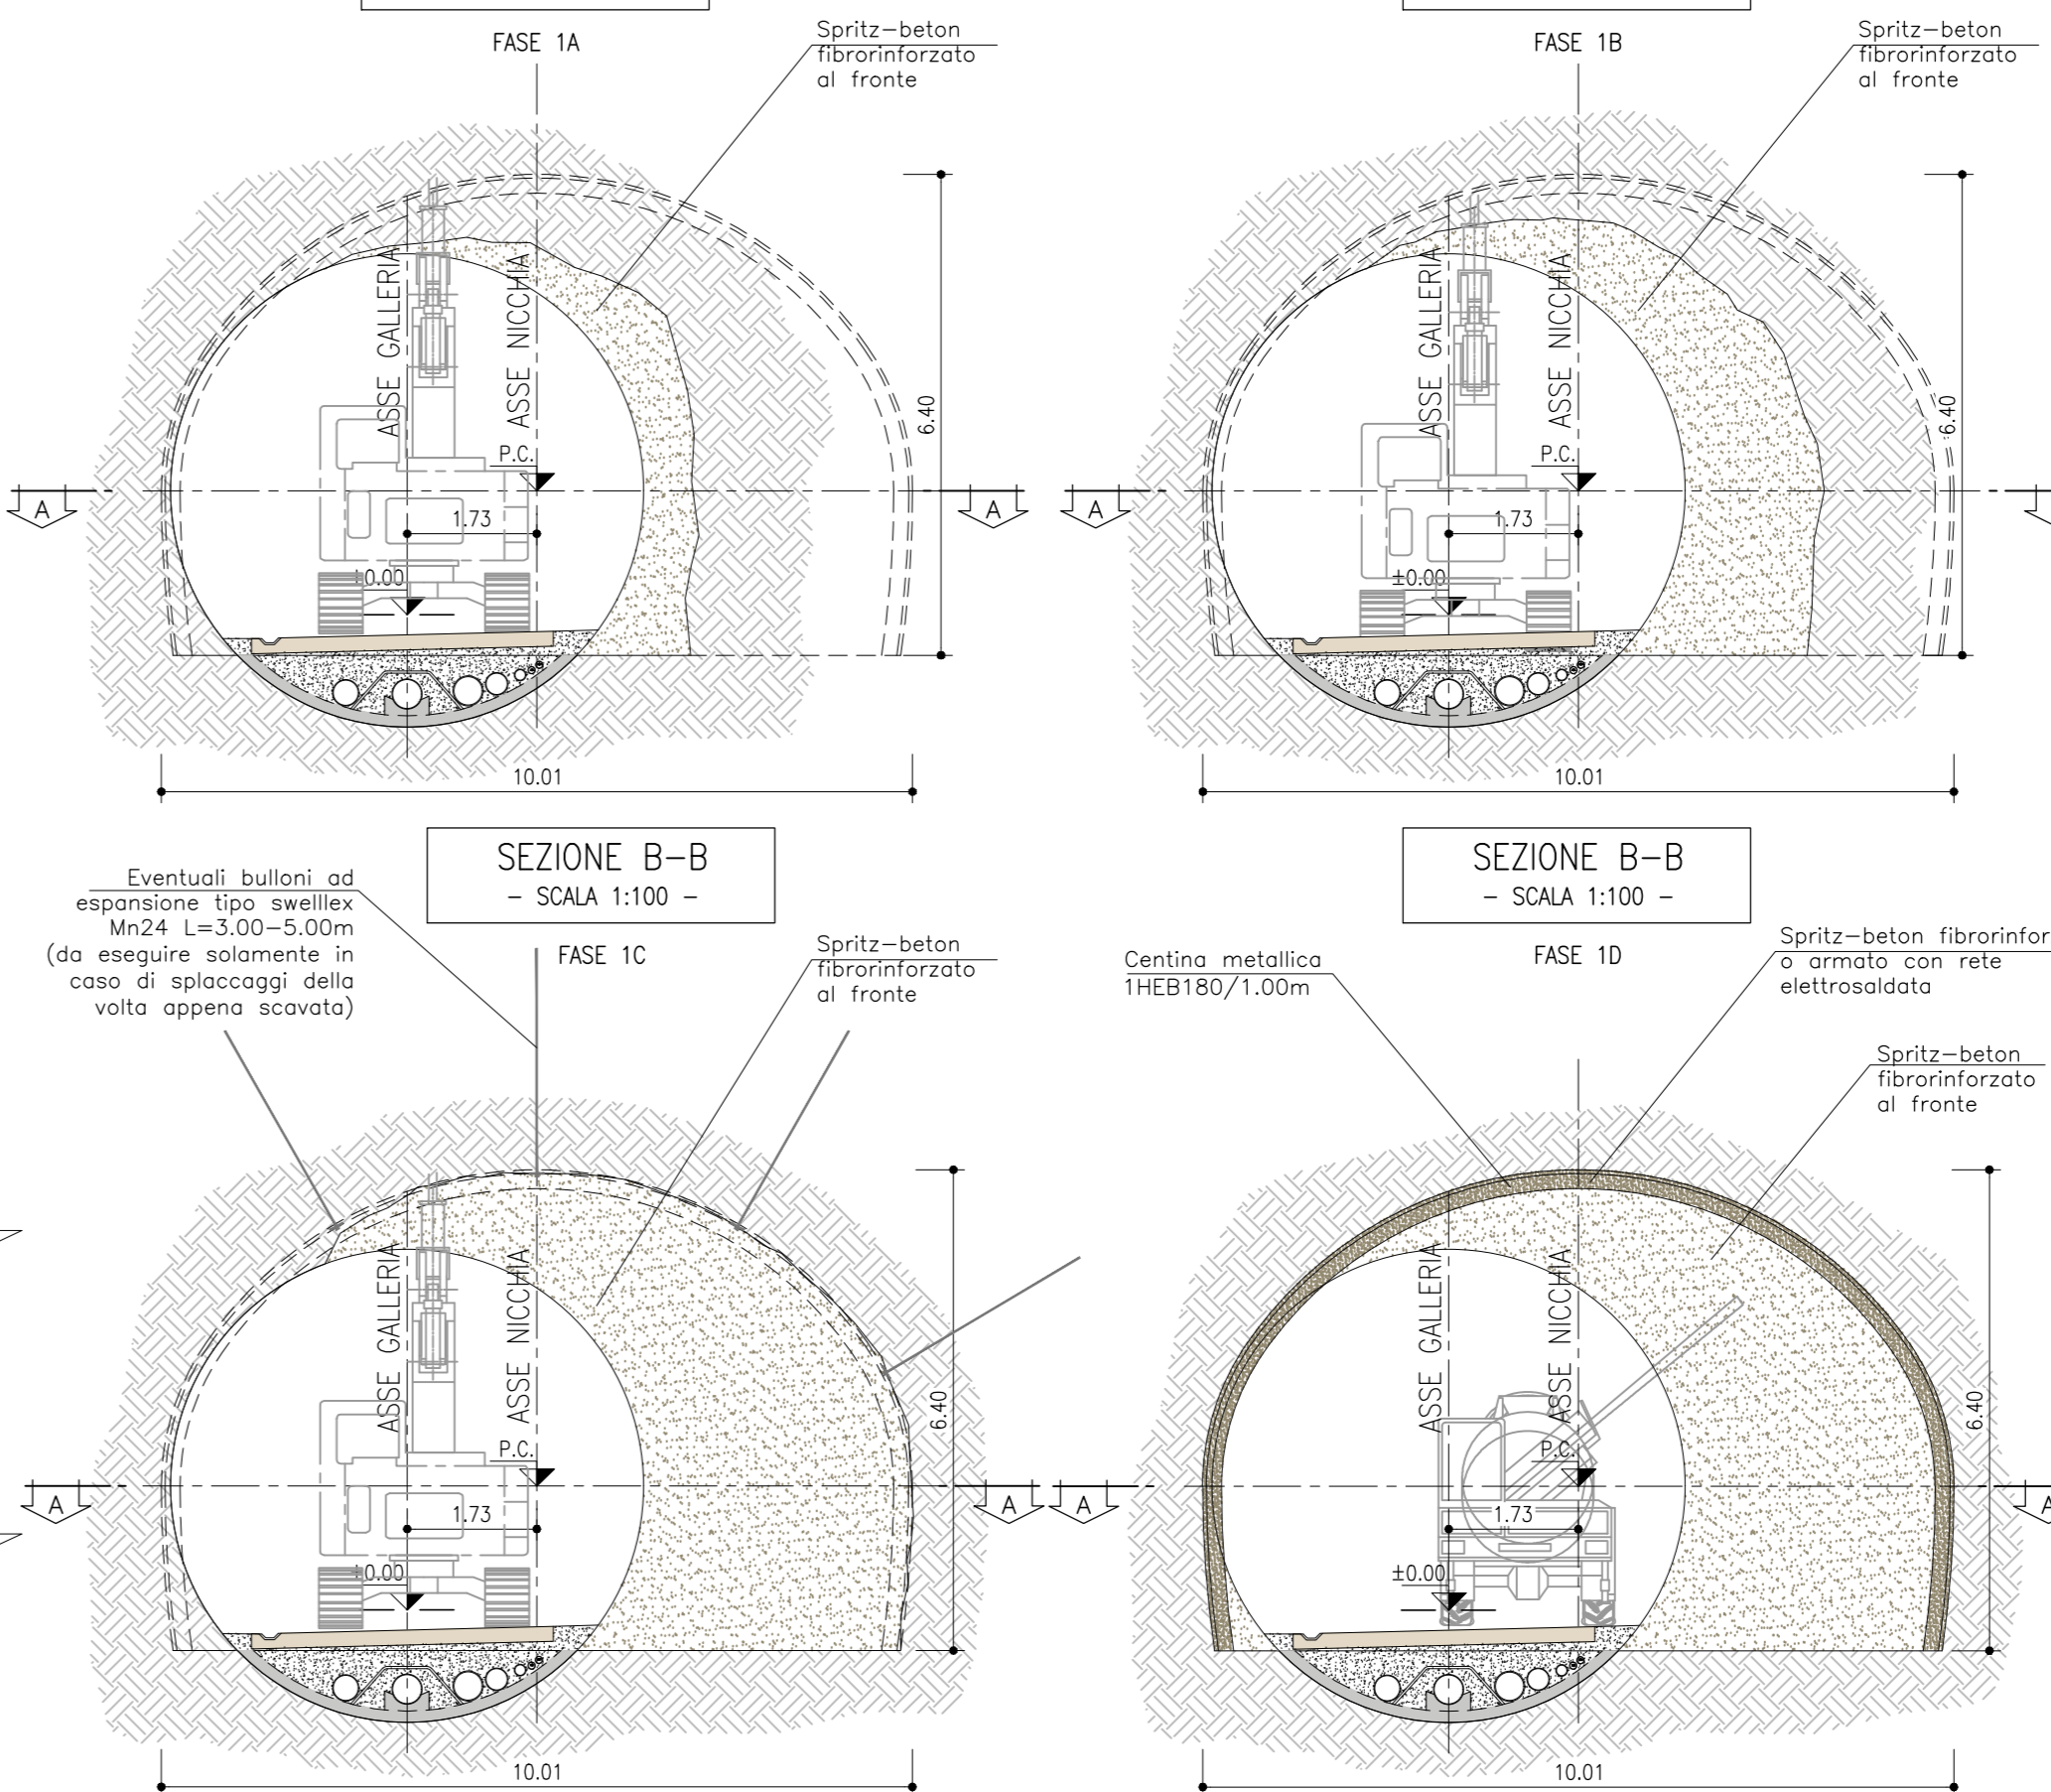 FASE 1A
Spritz-beton
fibrorinforzato
al fronte
ASSE GALLERIA
ASSE NICCHIA
P.C.
1.73
6.40
A
A
10.01
FASE 1B
Spritz-beton
fibrorinforzato
al fronte
ASSE GALLERIA
ASSE NICCHIA
P.C.
1.73
±0.00
6.40
A
10.01
SEZIONE B-B
- SCALA 1:100 -
FASE 1C
Eventuali bulloni ad
espansione tipo swelllex
Mn24 L=3.00-5.00m
(da eseguire solamente in
caso di splaccaggi della
volta appena scavata)
Spritz-beton
fibrorinforzato
al fronte
ASSE GALLERIA
ASSE NICCHIA
P.C.
1.73
6.40
A
A
10.01
SEZIONE B-B
- SCALA 1:100 -
FASE 1D
Centina metallica
1HEB180/1.00m
Spritz-beton fibrorinfor
o armato con rete
elettrosaldata
Spritz-beton
fibrorinforzato
al fronte
ASSE GALLERIA
ASSE NICCHIA
P.C.
1.73
±0.00
6.40
A
A
10.01